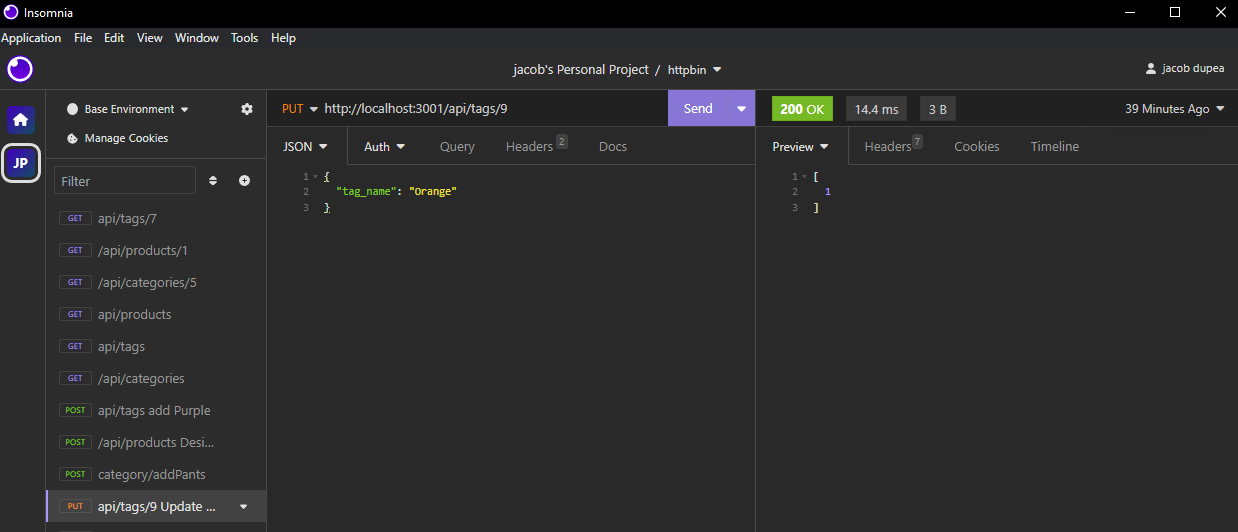 Insomnia
Application File Edit View Window Tools Help
jacob's Personal Project / httpbin
jacob dupea
JP
Base Environment
Manage Cookies
Filter
GET api/tags/7
GET /api/products/1
GET /api/categories/5
GET api/products
GET api/tags
GET /api/categories
POST api/tags add Purple
POST /api/products Desi...
POST category/addPants
PUT api/tags/9 Update ...
PUT http://localhost:3001/api/tags/9 Send
JSON Auth Query Headers 2 Docs
1 {
2 "tag_name": "Orange"
3 }
200 OK 14.4 ms 3 B 39 Minutes Ago
Preview Headers 7 Cookies Timeline
1 [
2 1
3 ]